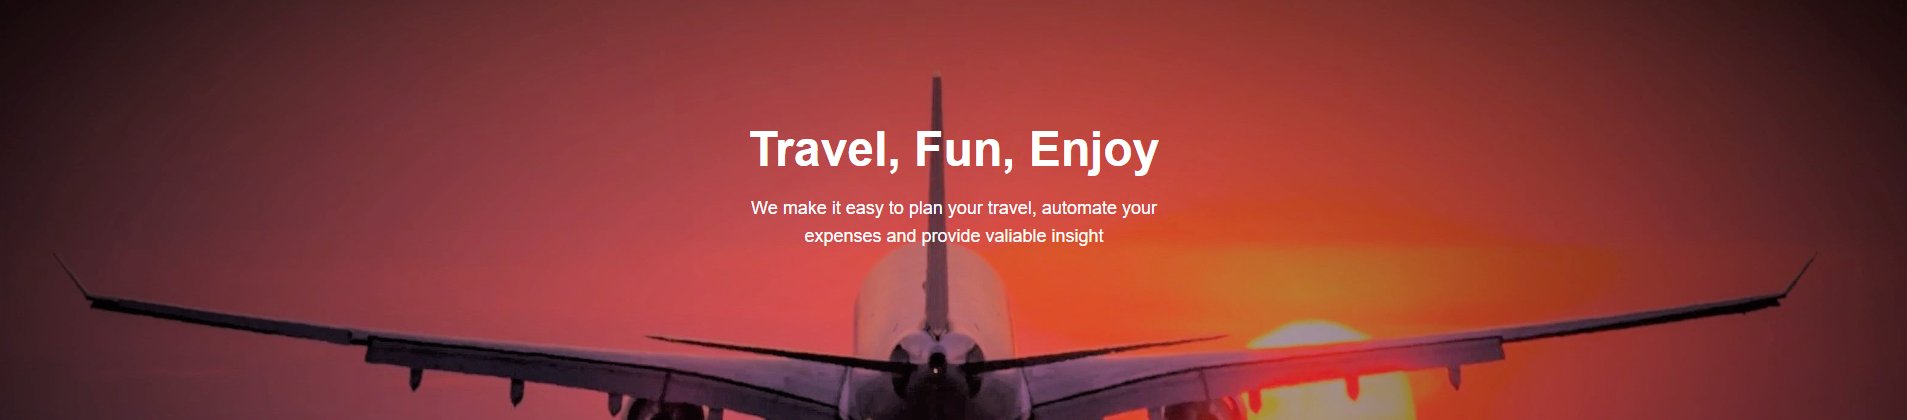 Travel, Fun, Enjoy
We make it easy to plan your travel, automate your
expenses and provide valiable insight